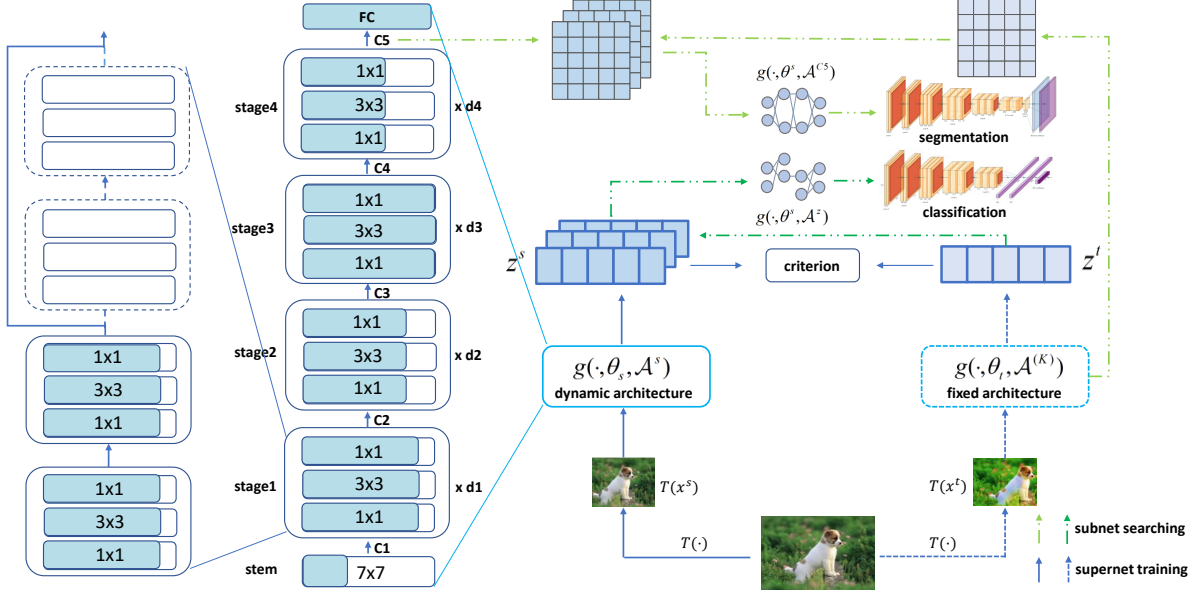 FC
C5
1x1
3x3
1x1
stage4
x d4
C4
1x1
3x3
1x1
stage3
x d3
C3
1x1
3x3
1x1
stage2
x d2
C2
1x1
3x3
1x1
stage1
x d1
C1
7x7
stem
1x1
3x3
1x1
1x1
3x3
1x1
g(·,θ^s,𝒜^{C5})
segmentation
g(·,θ^s,𝒜^z)
classification
z^s
criterion
z^t
g(·,θ_s,𝒜^s)
dynamic architecture
g(·,θ_t,𝒜^{(K)})
fixed architecture
T(x^s)
T(x^t)
T(·)
T(·)
subnet searching
supernet training